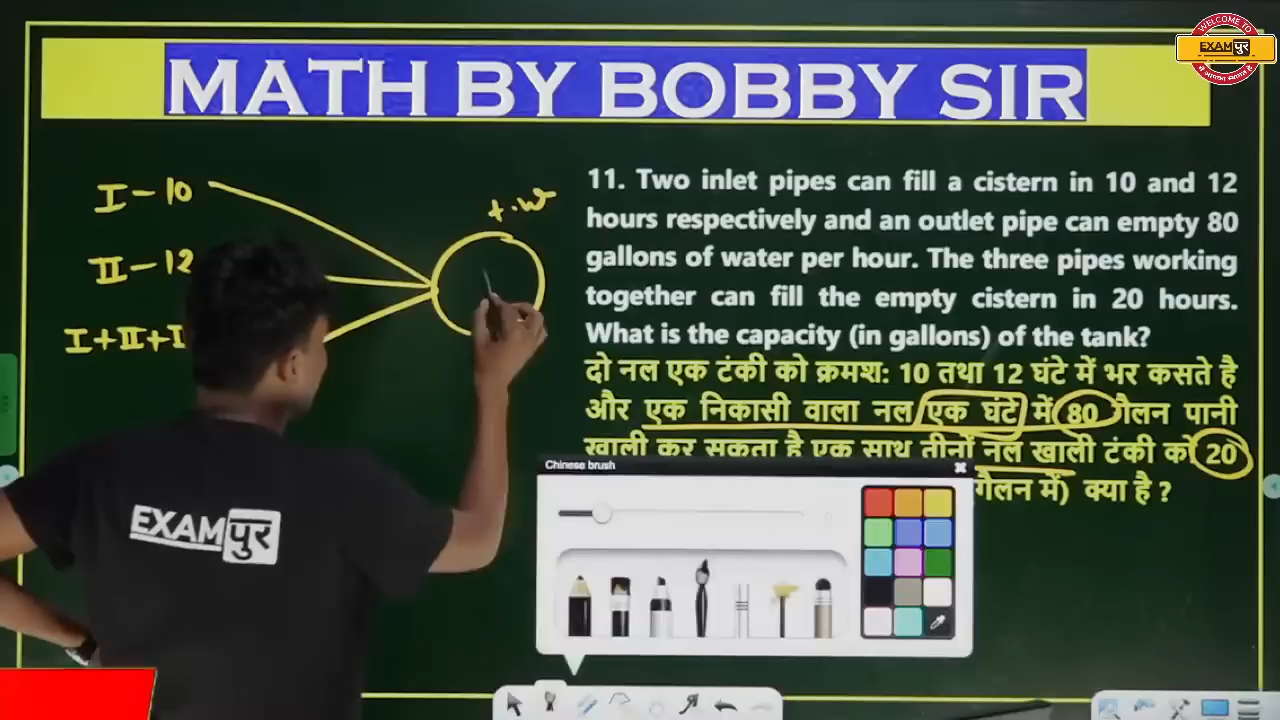 WELCOME TO
EXAMपुर
MATH BY BOBBY SIR
I-10
II-12
I+II+I
t.w
11. Two inlet pipes can fill a cistern in 10 and 12
hours respectively and an outlet pipe can empty 80
gallons of water per hour. The three pipes working
together can fill the empty cistern in 20 hours.
What is the capacity (in gallons) of the tank?
दो नल एक टंकी को क्रमश: 10 तथा 12 घंटे में भर कसते है
और एक निकासी वाला नल एक घंटे में 80 गैलन पानी
खाली कर सकता है एक साथ तीनों नल खाली टंकी को 20
गैलन में) क्या है ?
Chinese brush
EXAMपुर